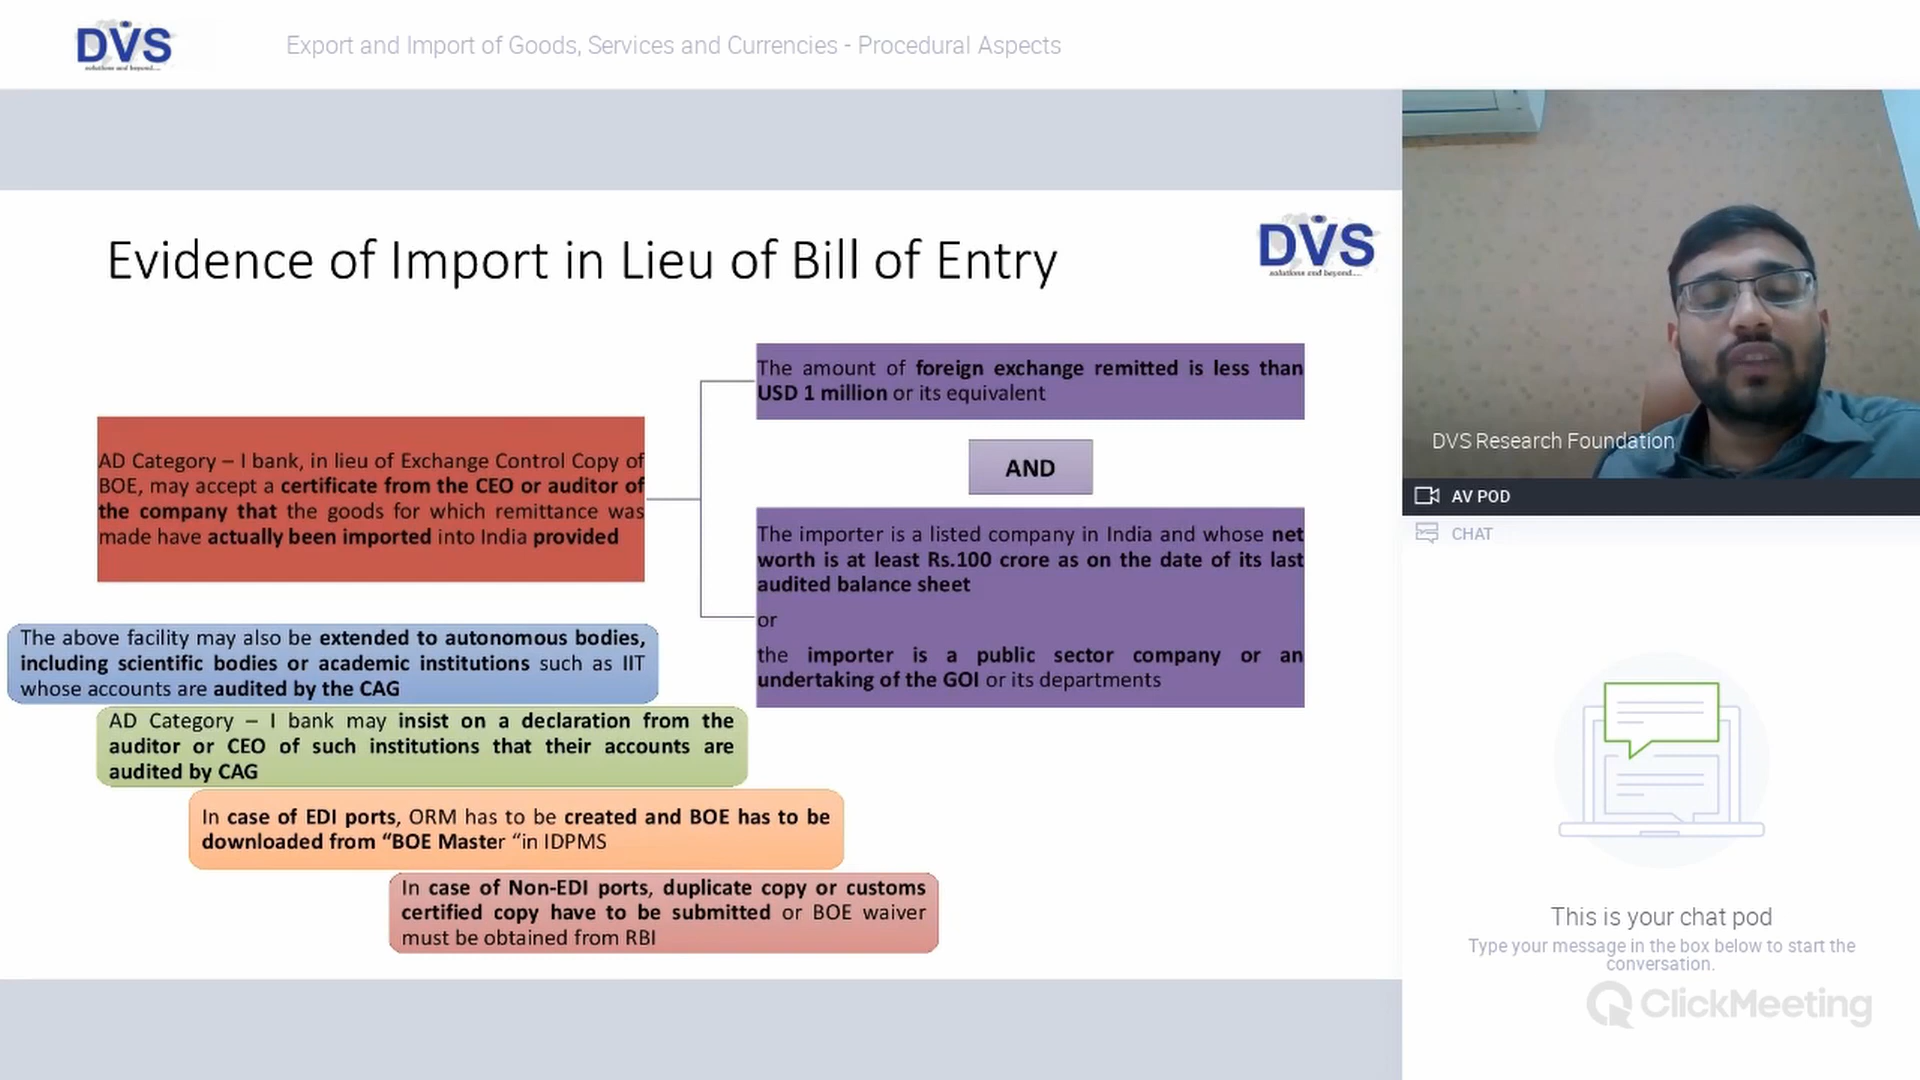 DVS
solutions and beyond....
Export and Import of Goods, Services and Currencies - Procedural Aspects
Evidence of Import in Lieu of Bill of Entry
DVS
solutions and beyond....
AD Category – I bank, in lieu of Exchange Control Copy of
BOE, may accept a certificate from the CEO or auditor of
the company that the goods for which remittance was
made have actually been imported into India provided
The amount of foreign exchange remitted is less than
USD 1 million or its equivalent
AND
The importer is a listed company in India and whose net
worth is at least Rs.100 crore as on the date of its last
audited balance sheet
or
the importer is a public sector company or an
undertaking of the GOI or its departments
The above facility may also be extended to autonomous bodies,
including scientific bodies or academic institutions such as IIT
whose accounts are audited by the CAG
AD Category – I bank may insist on a declaration from the
auditor or CEO of such institutions that their accounts are
audited by CAG
In case of EDI ports, ORM has to be created and BOE has to be
downloaded from “BOE Master “in IDPMS
In case of Non-EDI ports, duplicate copy or customs
certified copy have to be submitted or BOE waiver
must be obtained from RBI
DVS Research Foundation
AV POD
CHAT
This is your chat pod
Type your message in the box below to start the
conversation.
ClickMeeting